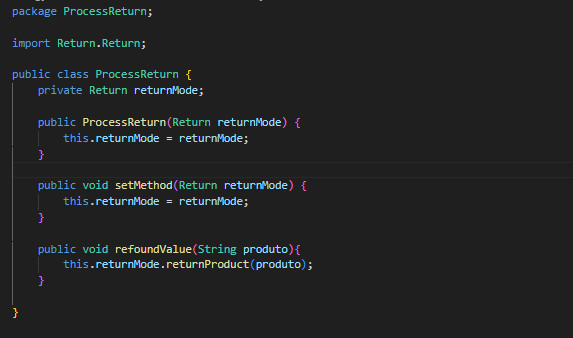 package ProcessReturn;
import Return.Return;
public class ProcessReturn {
private Return returnMode;
public ProcessReturn(Return returnMode) {
this.returnMode = returnMode;
}
public void setMethod(Return returnMode) {
this.returnMode = returnMode;
}
public void refoundValue(String produto){
this.returnMode.returnProduct(produto);
}
}